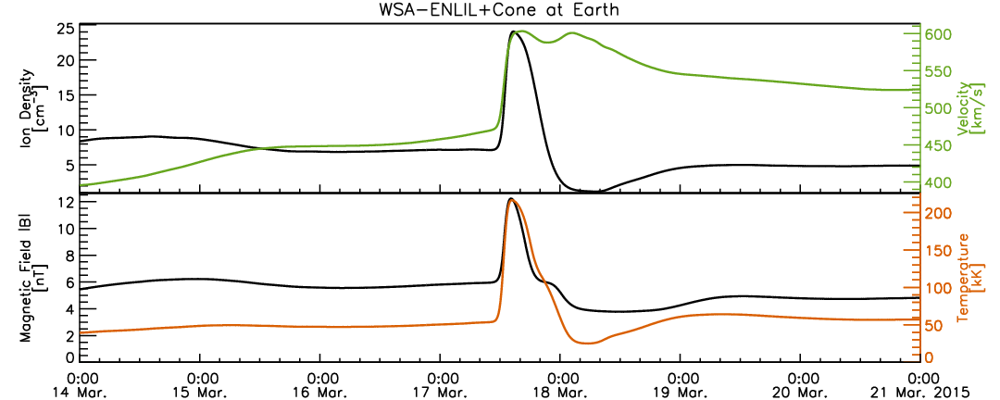 WSA-ENLIL+Cone at Earth
25
20
15
10
5
Ion Density
[cm-3]
600
550
500
450
400
Velocity
[km/s]
12
10
8
6
4
2
0
Magnetic Field |B|
[nT]
200
150
100
50
0
Temperature
[kK]
0:00 0:00 0:00 0:00 0:00 0:00 0:00 0:00
14 Mar. 15 Mar. 16 Mar. 17 Mar. 18 Mar. 19 Mar. 20 Mar. 21 Mar. 2015